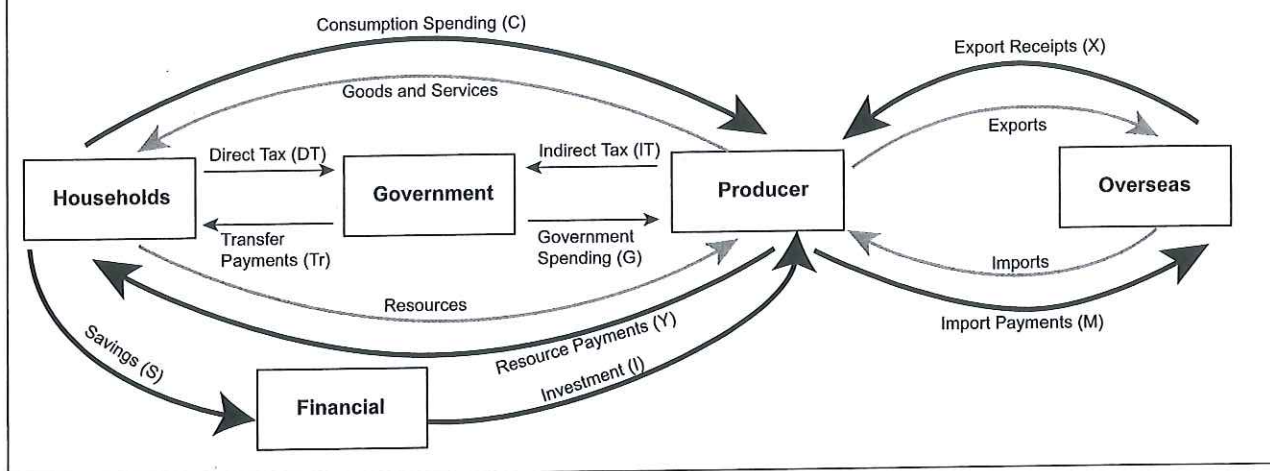 Consumption Spending (C)
Export Receipts (X)
Goods and Services
Exports
Direct Tax (DT)
Indirect Tax (IT)
Households
Government
Producer
Overseas
Transfer
Payments (Tr)
Government
Spending (G)
Imports
Resources
Import Payments (M)
Savings (S)
Resource Payments (Y)
Investment (I)
Financial